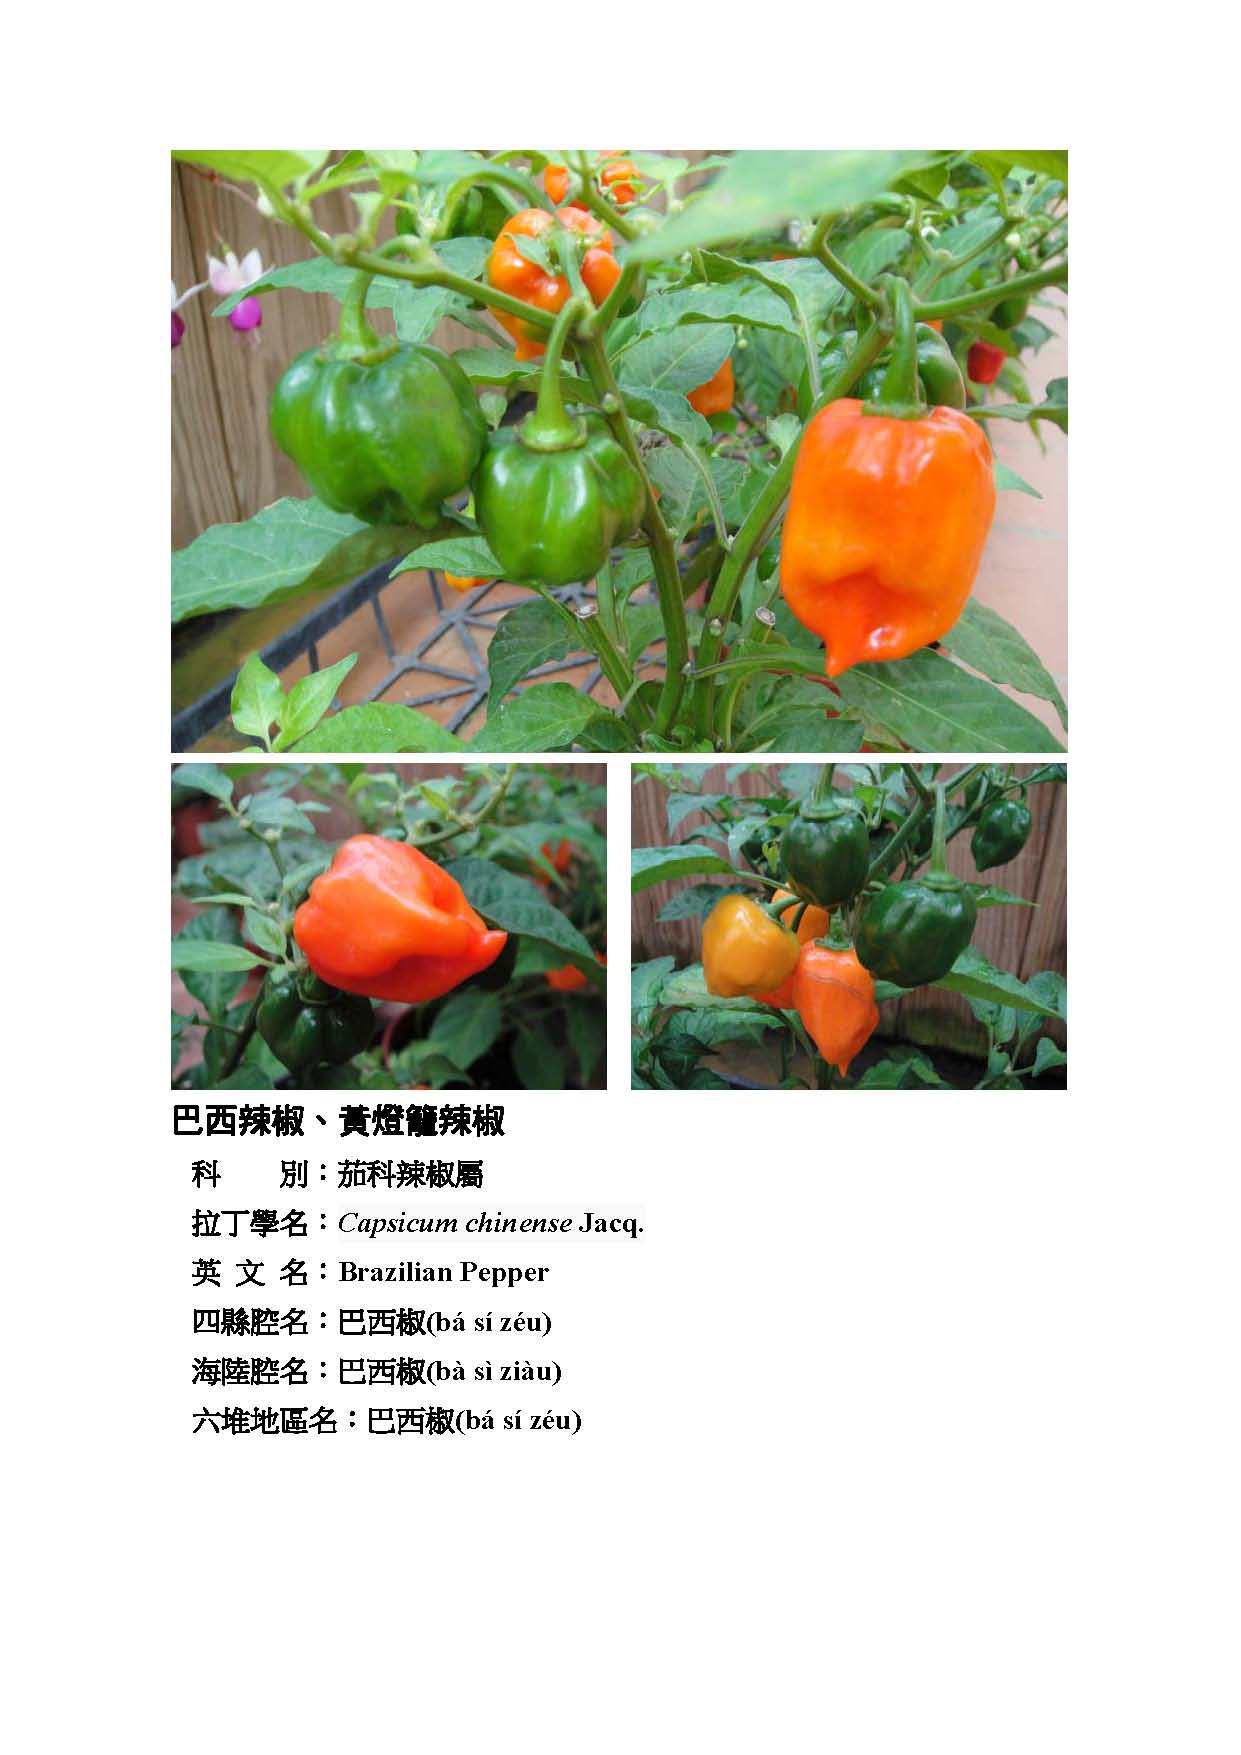 巴西辣椒、黃燈籠辣椒
科　　別：茄科辣椒屬
拉丁學名：Capsicum chinense Jacq.
英 文 名：Brazilian Pepper
四縣腔名：巴西椒(bá sí zéu)
海陸腔名：巴西椒(bà sì ziàu)
六堆地區名：巴西椒(bá sí zéu)